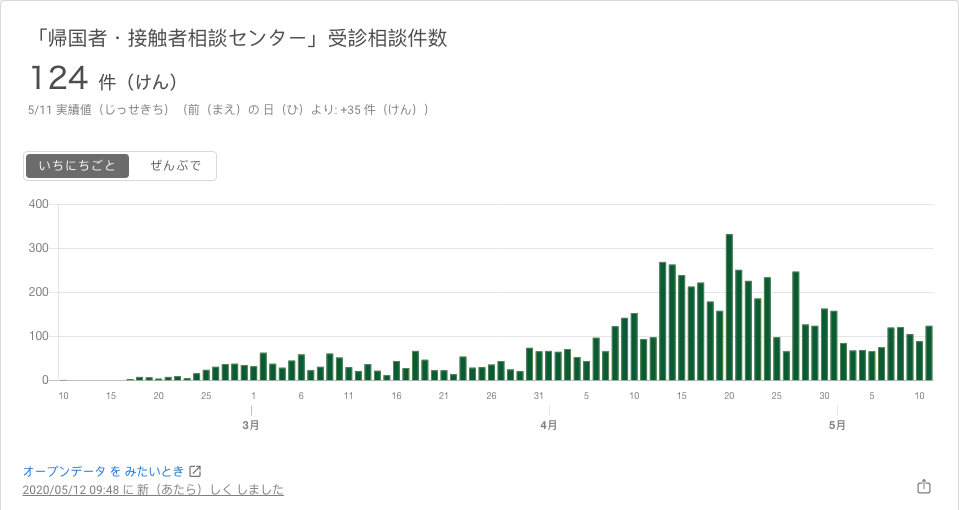 「帰国者・接触者相談センター」受診相談件数
124 件（けん）
5/11 実績値（じっせきち）（前（まえ）の 日（ひ）より: +35 件（けん））
いちにちごと ぜんぶで
400
300
200
100
0
10 15 20 25 1 6 11 16 21 26 31 5 10 15 20 25 30 5 10
3月 4月 5月
オープンデータ を みたいとき
2020/05/12 09:48 に 新（あたら）しく しました